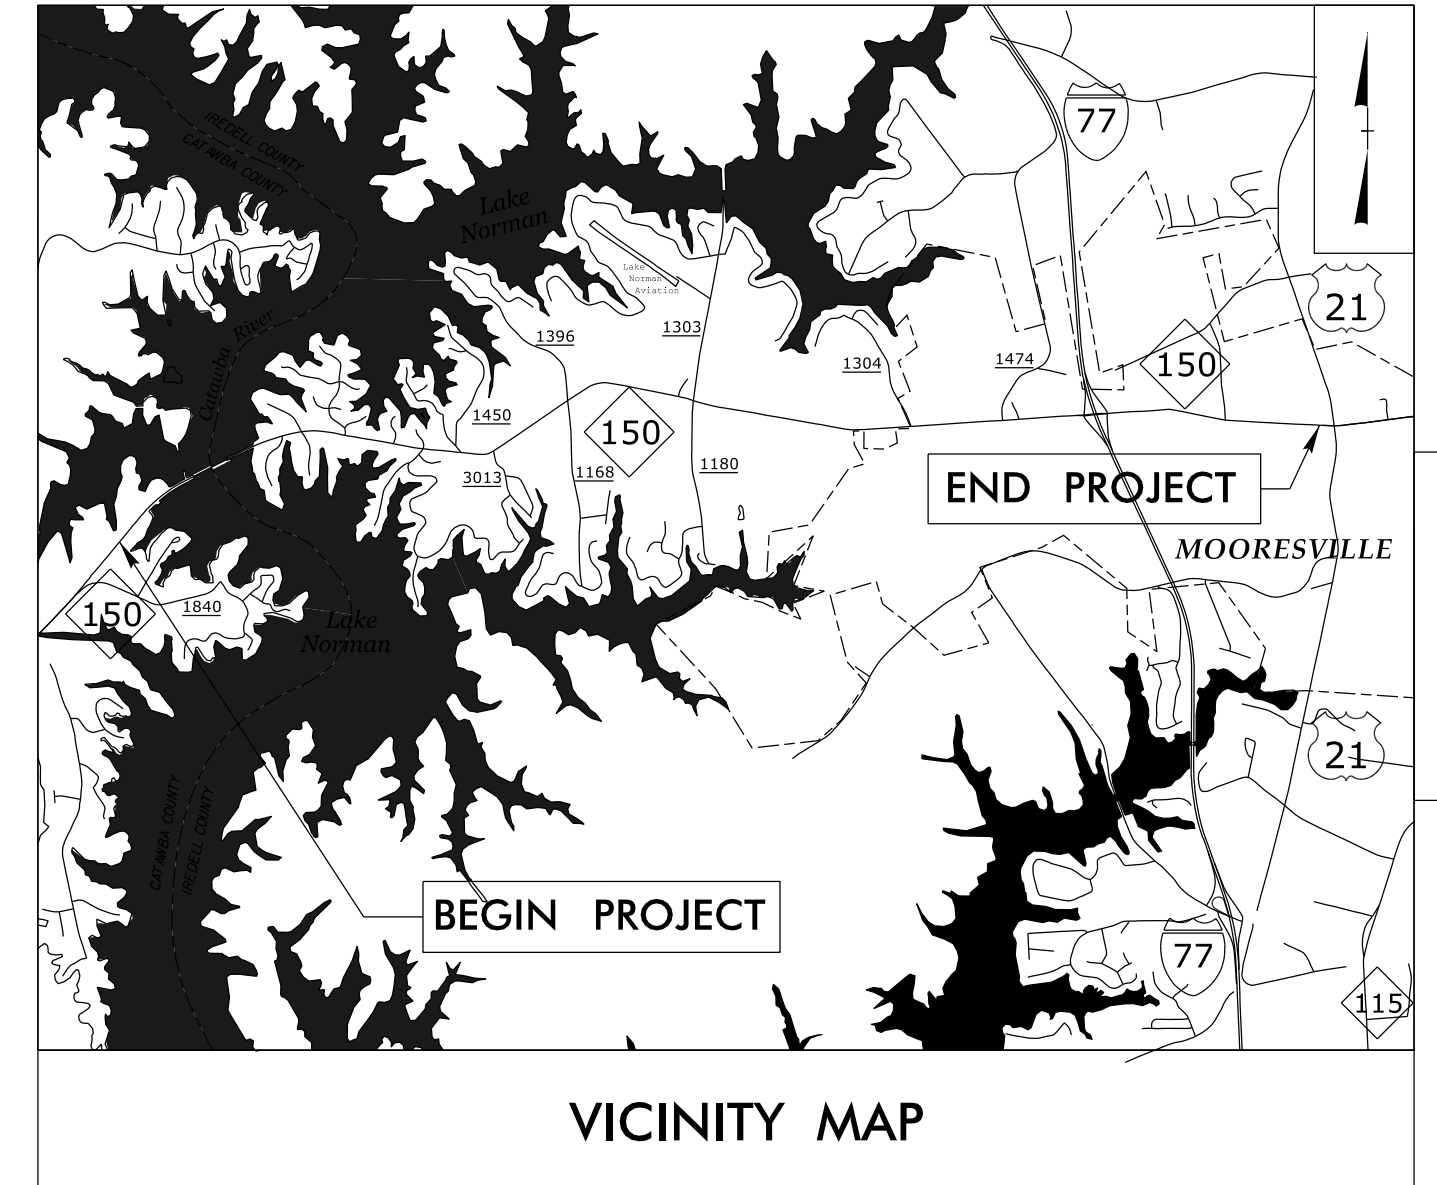 77
IREDELL COUNTY
CATAWBA COUNTY
Lake
Norman
Lake
Norman
Aviation
21
Catawba River
1396
1303
1304
1474
150
1450
150
3013
1168
1180
END PROJECT
MOORESVILLE
150
1840
Lake
Norman
21
CATAWBA COUNTY
IREDELL COUNTY
BEGIN PROJECT
77
115
VICINITY MAP